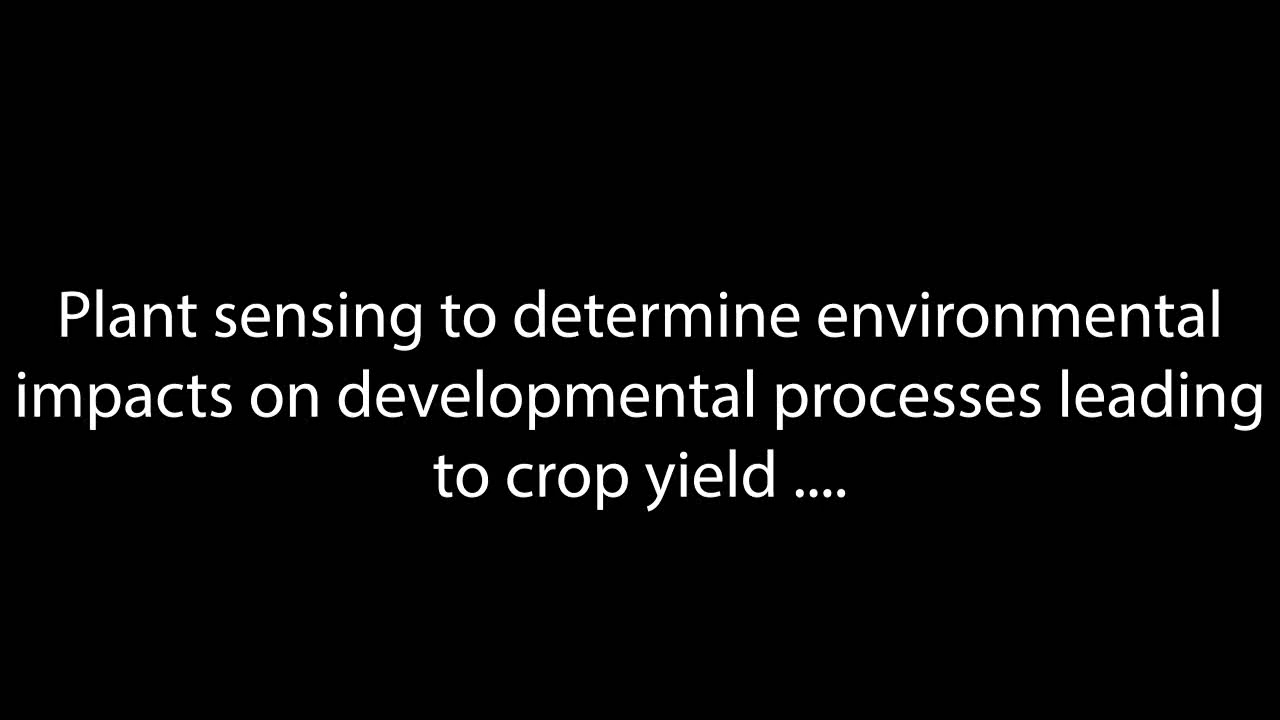 Plant sensing to determine environmental
impacts on developmental processes leading
to crop yield ....